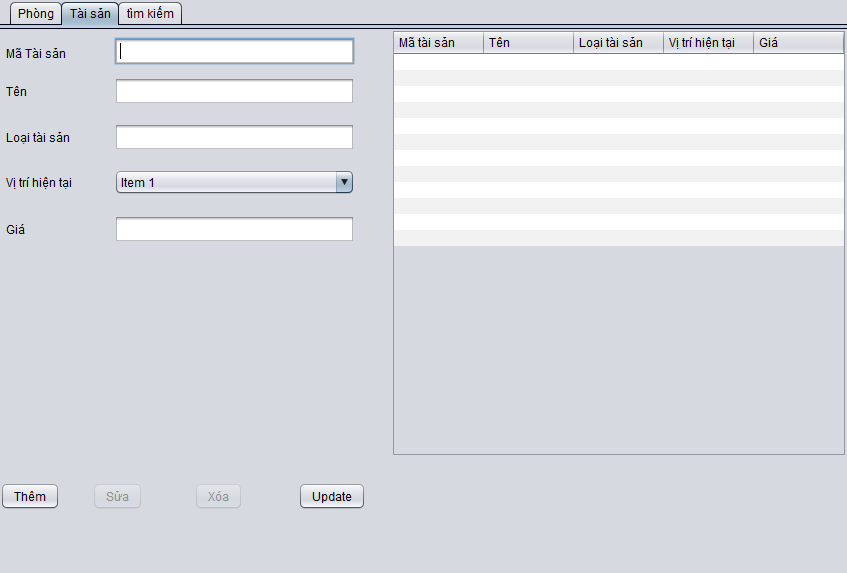 Phòng Tài sản tìm kiếm
Mã Tài sản
Tên
Loại tài sản
Vị trí hiện tại Item 1
Giá
Mã tài sản Tên Loại tài sản Vị trí hiện tại Giá
Thêm Sửa Xóa Update